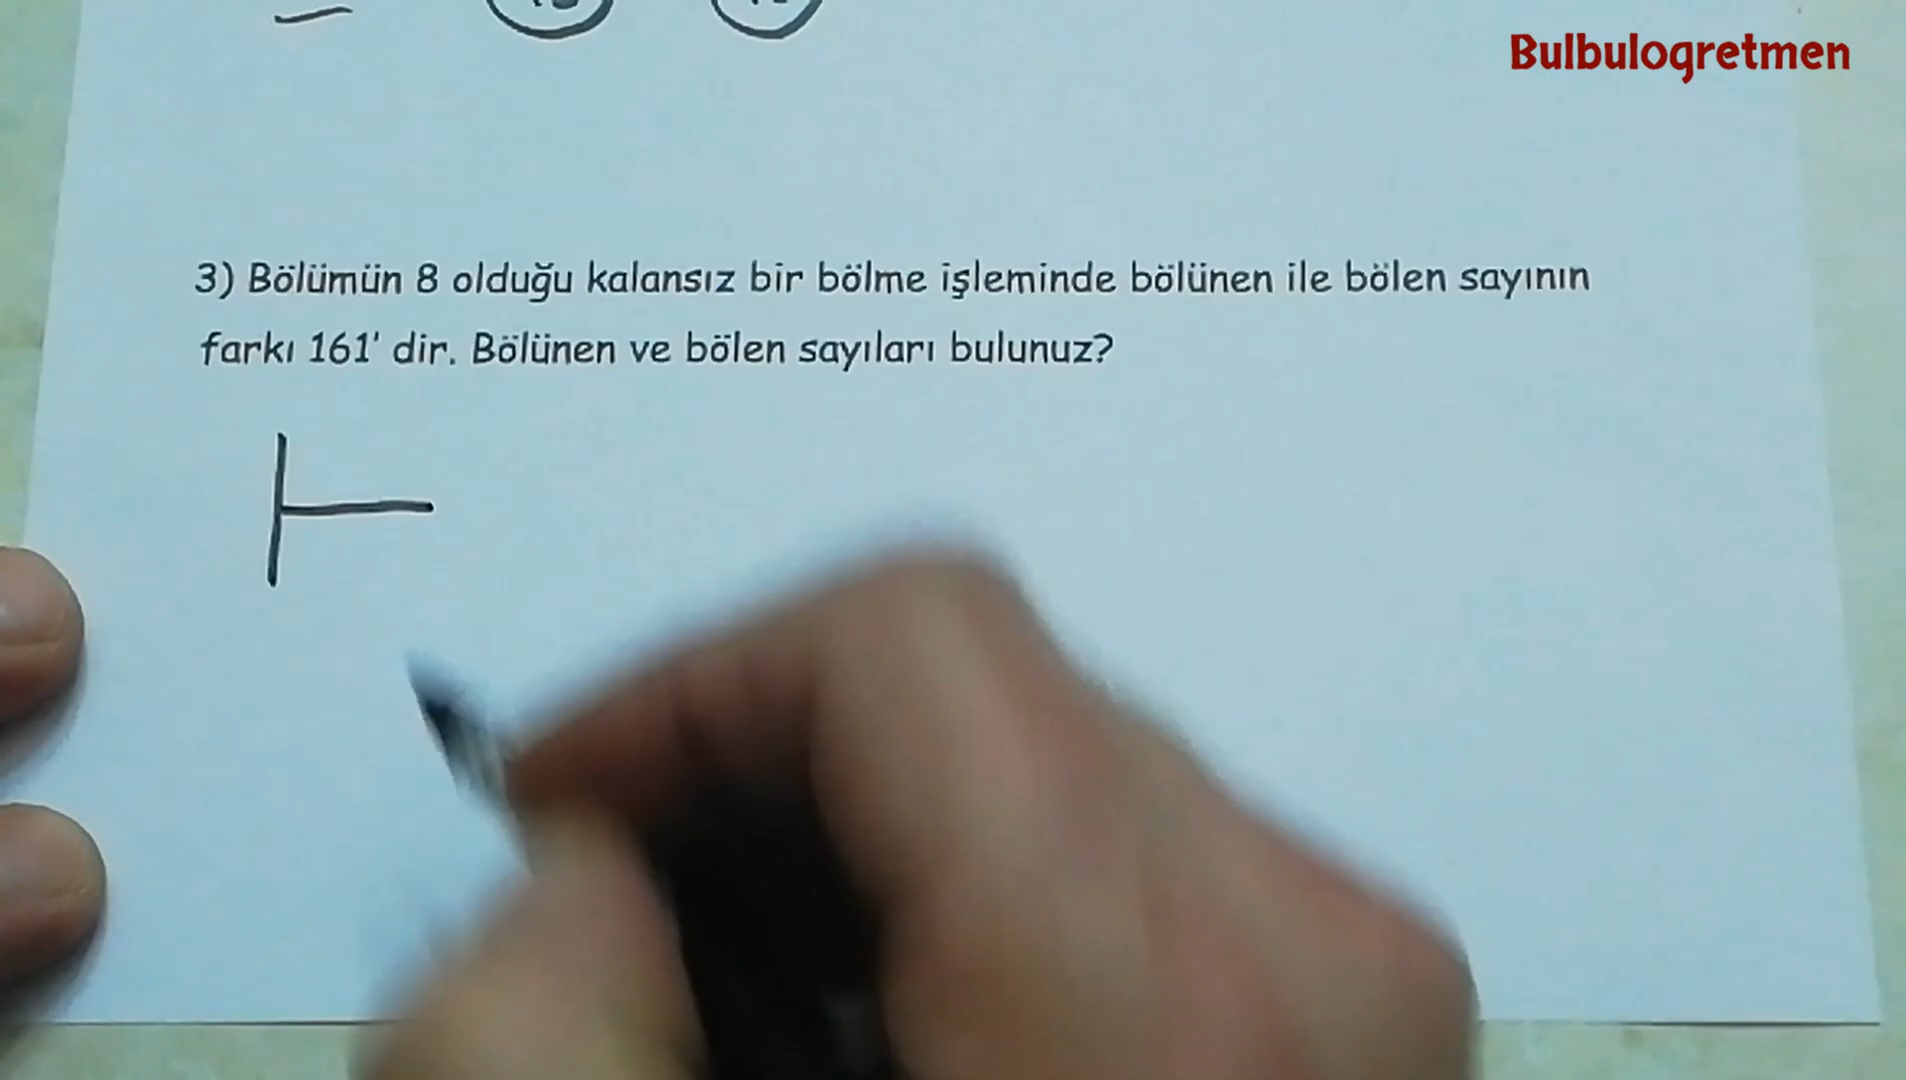 Bulbulogretmen
3) Bölümün 8 olduğu kalansız bir bölme işleminde bölünen ile bölen sayının
farkı 161' dir. Bölünen ve bölen sayıları bulunuz?